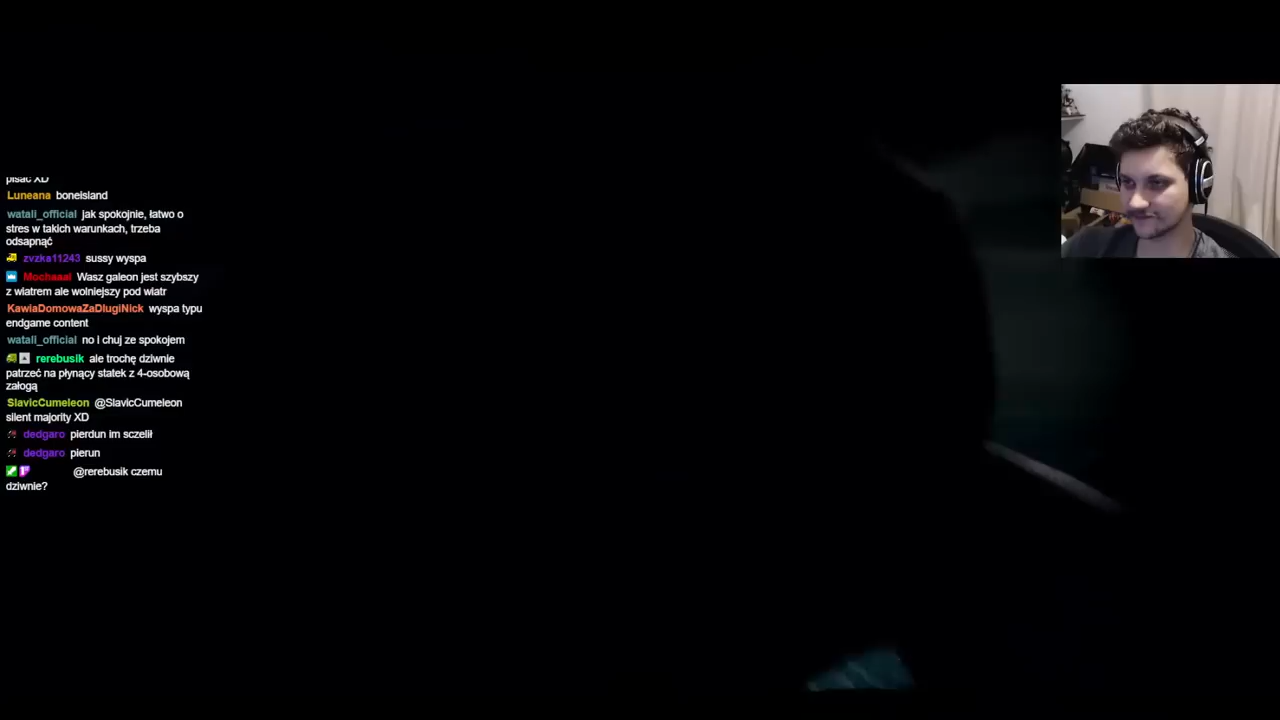 pisać XD
Luneana boneisland
watali_official jak spokojnie, łatwo o
stres w takich warunkach, trzeba
odsapnąć
zvzka11243 sussy wyspa
Mochaaal Wasz galeon jest szybszy
z wiatrem ale wolniejszy pod wiatr
KawiaDomowaZaDlugiNick wyspa typu
endgame content
watali_official no i chuj ze spokojem
rerebusik ale trochę dziwnie
patrzeć na płynący statek z 4-osobową
załogą
SlavicCumeleon @SlavicCumeleon
silent majority XD
dedgaro pierdun im sczelił
dedgaro pierun
@rerebusik czemu
dziwnie?